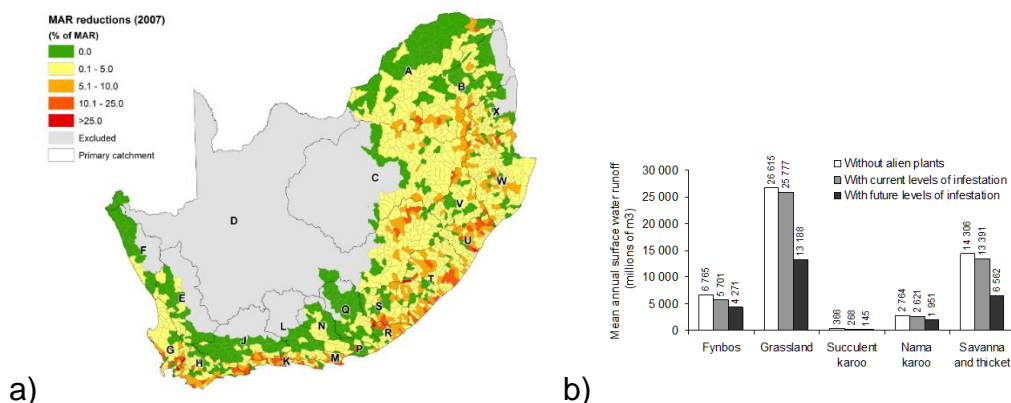 MAR reductions (2007)
(% of MAR)
0.0
0.1 - 5.0
5.1 - 10.0
10.1 - 25.0
>25.0
Excluded
Primary catchment
A
B
X
C
W
D
V
F
U
T
E
Q
S
L
N
R
J
P
G
H
K
M
a)
Without alien plants
With current levels of infestation
With future levels of infestation
Mean annual surface water runoff
(millions of m3)
30 000
25 000
20 000
15 000
10 000
5 000
0
6 765
5 701
4 271
26 615
25 777
13 188
366
268
145
2 764
2 621
1 951
14 306
13 391
6 562
Fynbos
Grassland
Succulent
karoo
Nama
karoo
Savanna
and thicket
b)